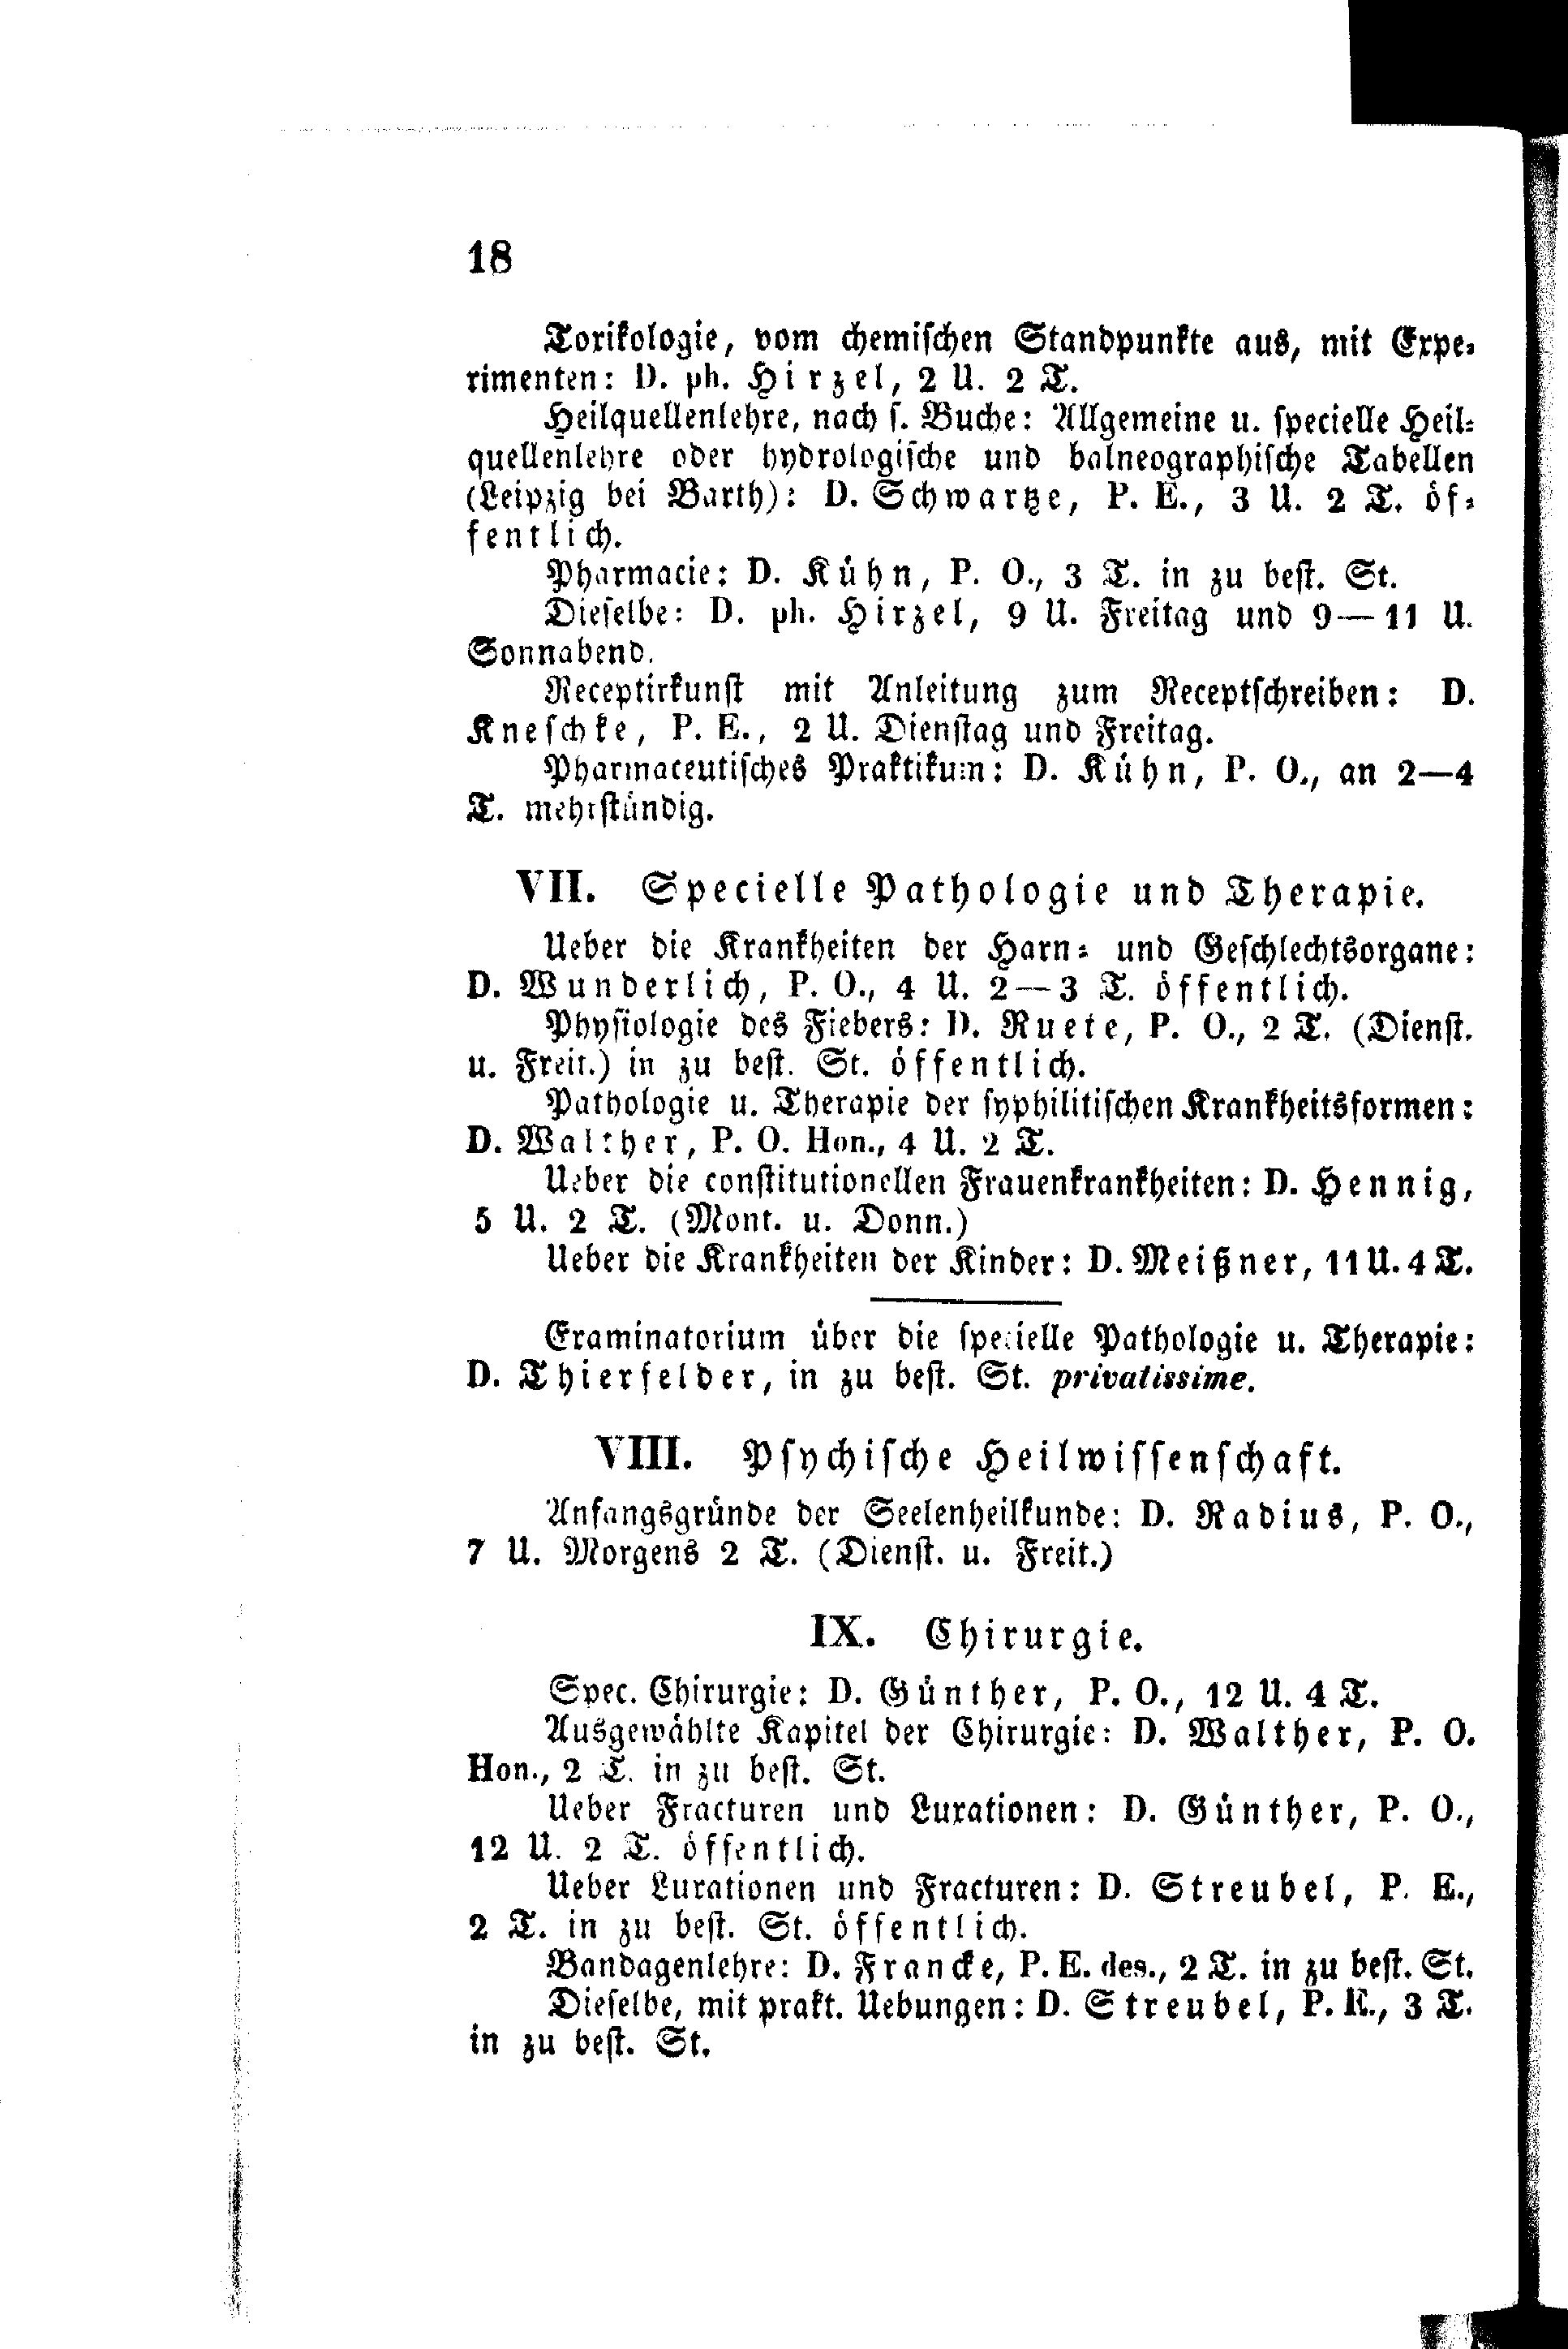 18
Toxikologie, vom chemischen Standpunkte aus, mit Expe-
rimenten: D. ph. Hirzel, 2 U. 2 T.
Heilquellenlehre, nach s. Buche: Allgemeine u. specielle Heil-
quellenlehre oder hydrologische und balneographische Tabellen
(Leipzig bei Barth): D. Schwartze, P. E., 3 U. 2 T. öf-
fentlich.
Pharmacie: D. Kühn, P. O., 3 T. in zu best. St.
Dieselbe: D. ph. Hirzel, 9 U. Freitag und 9—11 U.
Sonnabend.
Receptirkunst mit Anleitung zum Receptschreiben: D.
Kneschke, P. E., 2 U. Dienstag und Freitag.
Pharmaceutisches Praktikum: D. Kühn, P. O., an 2—4
T. mehrstündig.
VII. Specielle Pathologie und Therapie.
Ueber die Krankheiten der Harn- und Geschlechtsorgane:
D. Wunderlich, P. O., 4 U. 2—3 T. öffentlich.
Physiologie des Fiebers: D. Ruete, P. O., 2 T. (Dienst.
u. Freit.) in zu best. St. öffentlich.
Pathologie u. Therapie der syphilitischen Krankheitsformen:
D. Walther, P. O. Hon., 4 U. 2 T.
Ueber die constitutionellen Frauenkrankheiten: D. Hennig,
5 U. 2 T. (Mont. u. Donn.)
Ueber die Krankheiten der Kinder: D. Meißner, 11 U. 4 T.
Examinatorium über die specielle Pathologie u. Therapie:
D. Thierfelder, in zu best. St. privatissime.
VIII. Psychische Heilwissenschaft.
Anfangsgründe der Seelenheilkunde: D. Radius, P. O.,
7 U. Morgens 2 T. (Dienst. u. Freit.)
IX. Chirurgie.
Spec. Chirurgie: D. Günther, P. O., 12 U. 4 T.
Ausgewählte Kapitel der Chirurgie: D. Walther, P. O.
Hon., 2 T. in zu best. St.
Ueber Fracturen und Luxationen: D. Günther, P. O.,
12 U. 2 T. öffentlich.
Ueber Luxationen und Fracturen: D. Streubel, P. E.,
2 T. in zu best. St. öffentlich.
Bandagenlehre: D. Francke, P. E. des., 2 T. in zu best. St.
Dieselbe, mit prakt. Uebungen: D. Streubel, P. E., 3 T.
in zu best. St.